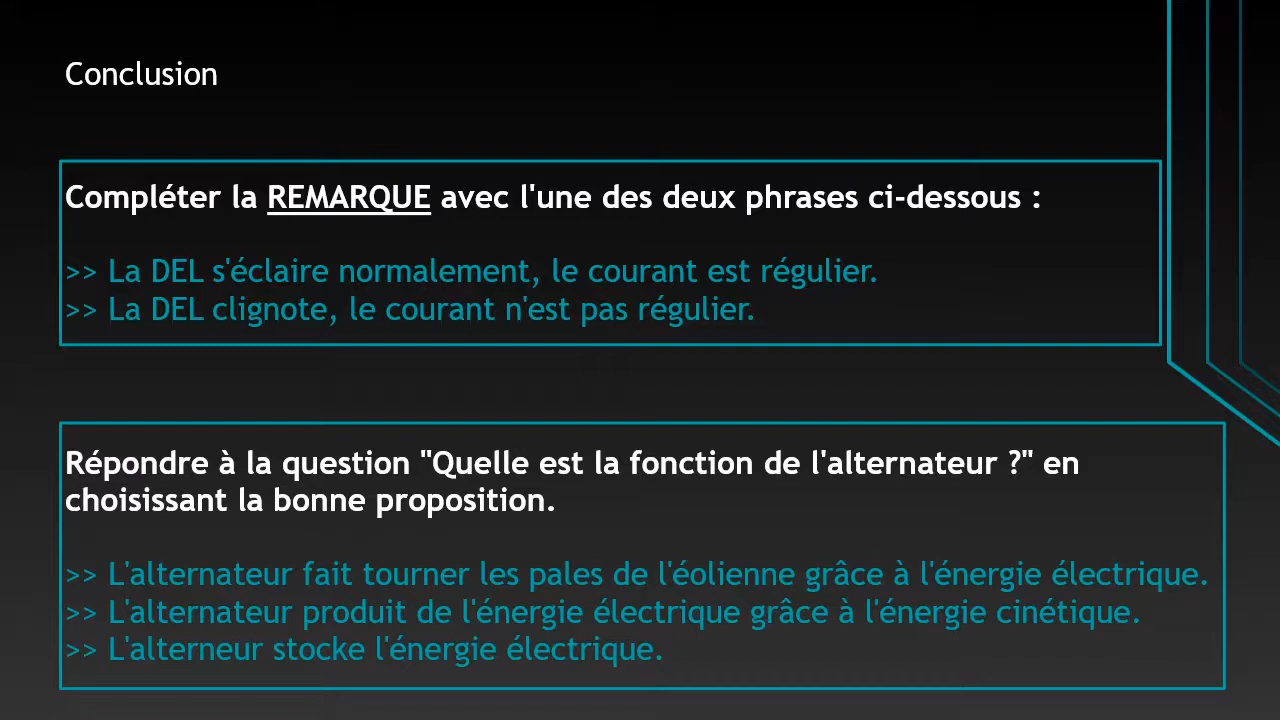 Conclusion
Compléter la REMARQUE avec l'une des deux phrases ci-dessous :
>> La DEL s'éclaire normalement, le courant est régulier.
>> La DEL clignote, le courant n'est pas régulier.
Répondre à la question "Quelle est la fonction de l'alternateur ?" en
choisissant la bonne proposition.
>> L'alternateur fait tourner les pales de l'éolienne grâce à l'énergie électrique.
>> L'alternateur produit de l'énergie électrique grâce à l'énergie cinétique.
>> L'alterneur stocke l'énergie électrique.